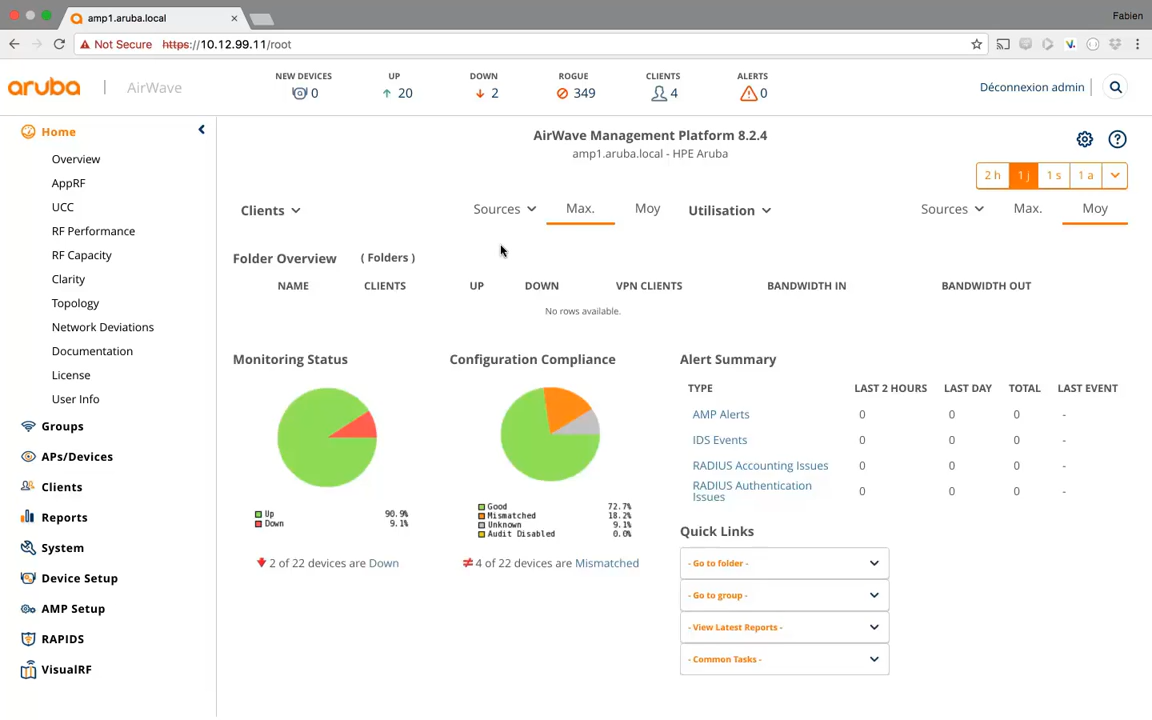 amp1.aruba.local
Fabien
Not Secure https://10.12.99.11/root
aruba | AirWave
NEW DEVICES UP DOWN ROGUE CLIENTS ALERTS
0 20 2 349 4 0
Déconnexion admin
Home
Overview
AppRF
UCC
RF Performance
RF Capacity
Clarity
Topology
Network Deviations
Documentation
License
User Info
Groups
APs/Devices
Clients
Reports
System
Device Setup
AMP Setup
RAPIDS
VisualRF
AirWave Management Platform 8.2.4
amp1.aruba.local - HPE Aruba
2 h 1 j 1 s 1 a
Clients Sources Max. Moy Utilisation Sources Max. Moy
Folder Overview ( Folders )
NAME CLIENTS UP DOWN VPN CLIENTS BANDWIDTH IN BANDWIDTH OUT
No rows available.
Monitoring Status
Up 90.9%
Down 9.1%
2 of 22 devices are Down
Configuration Compliance
Good 72.7%
Mismatched 18.2%
Unknown 9.1%
Audit Disabled 0.0%
4 of 22 devices are Mismatched
Alert Summary
TYPE LAST 2 HOURS LAST DAY TOTAL LAST EVENT
AMP Alerts 0 0 0 -
IDS Events 0 0 0 -
RADIUS Accounting Issues 0 0 0 -
RADIUS Authentication
Issues 0 0 0 -
Quick Links
- Go to folder -
- Go to group -
- View Latest Reports -
- Common Tasks -